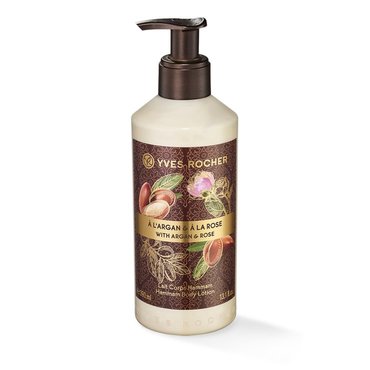 YVES ROCHER
À L'ARGAN & À LA ROSE
WITH ARGAN & ROSE
Lait Corps Hammam
Hammam Body Lotion